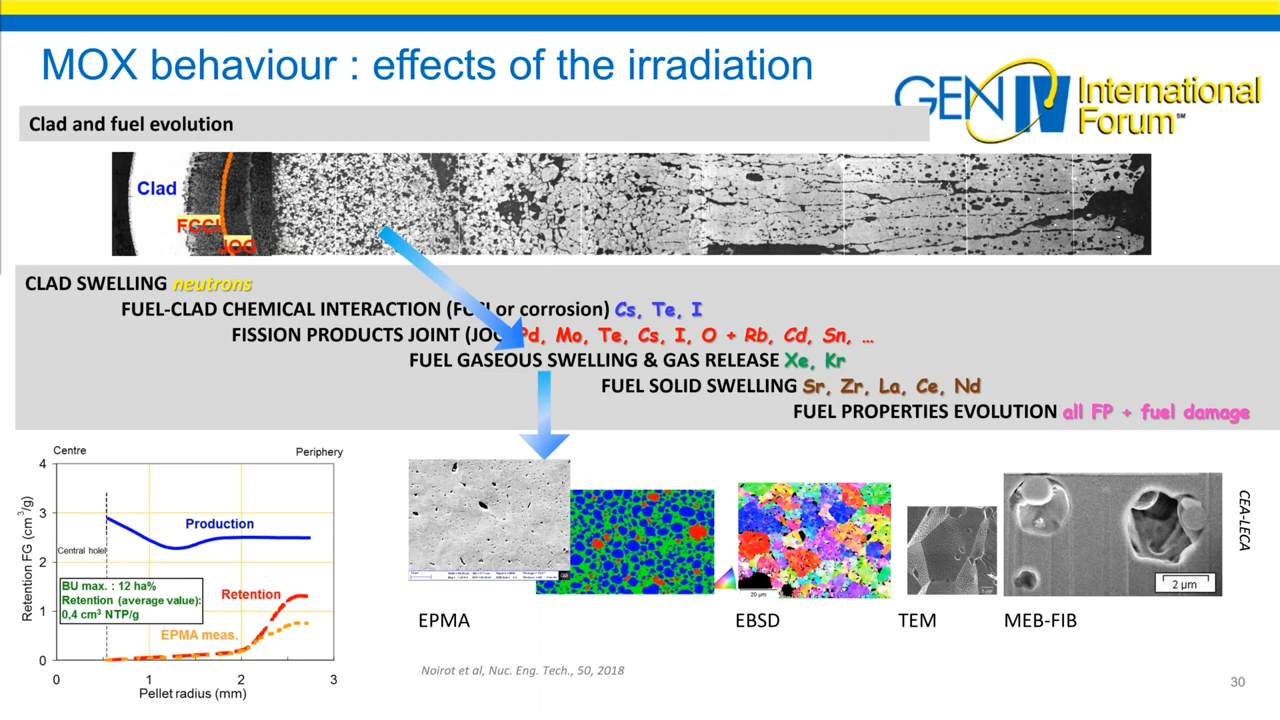 MOX behaviour : effects of the irradiation
GEN IV International
Forum℠
Clad and fuel evolution
Clad
FCCI
JOG
CLAD SWELLING neutrons
FUEL-CLAD CHEMICAL INTERACTION (FCCI or corrosion) Cs, Te, I
FISSION PRODUCTS JOINT (JOG Pd, Mo, Te, Cs, I, O + Rb, Cd, Sn, …
FUEL GASEOUS SWELLING & GAS RELEASE Xe, Kr
FUEL SOLID SWELLING Sr, Zr, La, Ce, Nd
FUEL PROPERTIES EVOLUTION all FP + fuel damage
Centre
Periphery
4
3
2
1
0
Retention FG (cm³/g)
Production
Central hole
BU max. : 12 ha%
Retention (average value):
0,4 cm³ NTP/g
Retention
EPMA meas.
0 1 2 3
Pellet radius (mm)
20 µm
2 µm
CEA-LECA
EPMA
EBSD
TEM
MEB-FIB
Noirot et al, Nuc. Eng. Tech., 50, 2018
30